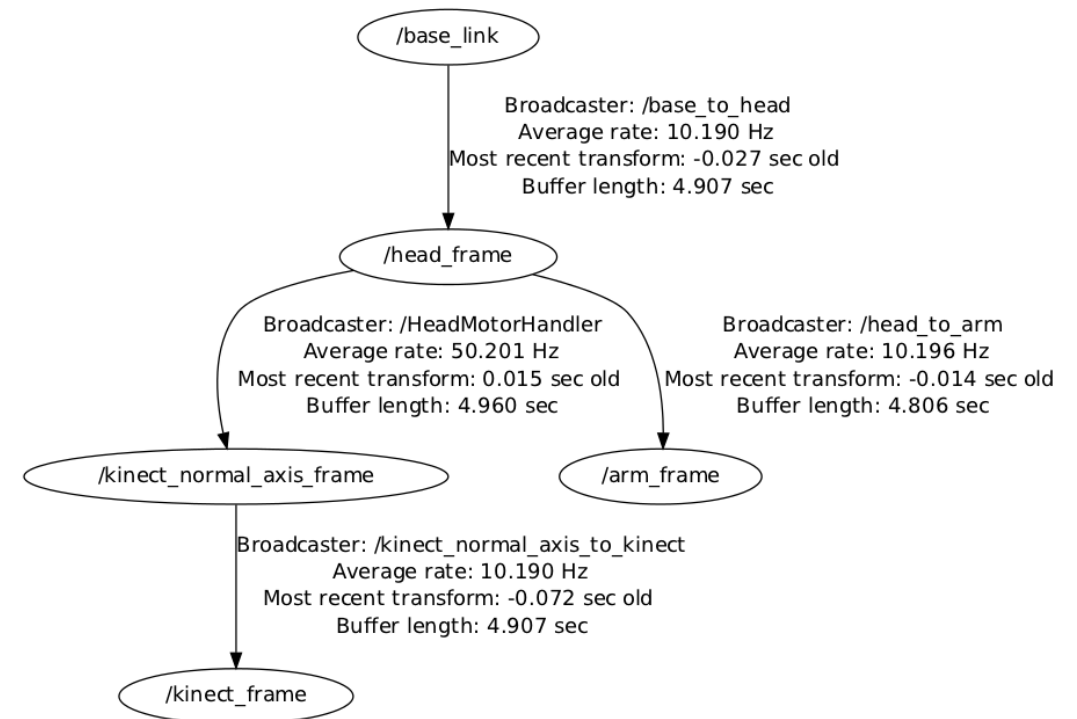 /base_link
Broadcaster: /base_to_head
Average rate: 10.190 Hz
Most recent transform: -0.027 sec old
Buffer length: 4.907 sec
/head_frame
Broadcaster: /HeadMotorHandler
Average rate: 50.201 Hz
Most recent transform: 0.015 sec old
Buffer length: 4.960 sec
Broadcaster: /head_to_arm
Average rate: 10.196 Hz
Most recent transform: -0.014 sec old
Buffer length: 4.806 sec
/kinect_normal_axis_frame
/arm_frame
Broadcaster: /kinect_normal_axis_to_kinect
Average rate: 10.190 Hz
Most recent transform: -0.072 sec old
Buffer length: 4.907 sec
/kinect_frame